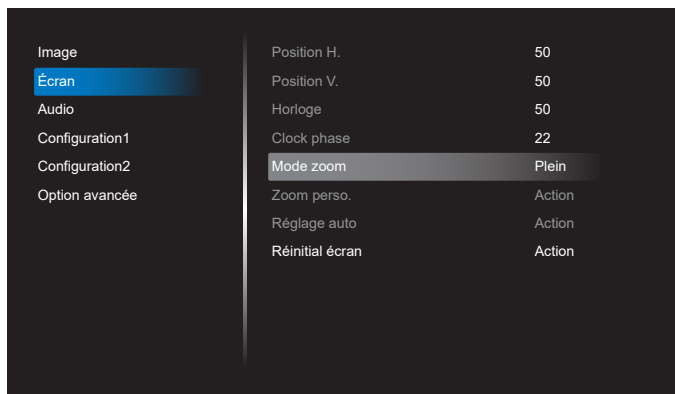 Image
Écran
Audio
Configuration1
Configuration2
Option avancée
Position H. 50
Position V. 50
Horloge 50
Clock phase 22
Mode zoom Plein
Zoom perso. Action
Réglage auto Action
Réinitial écran Action